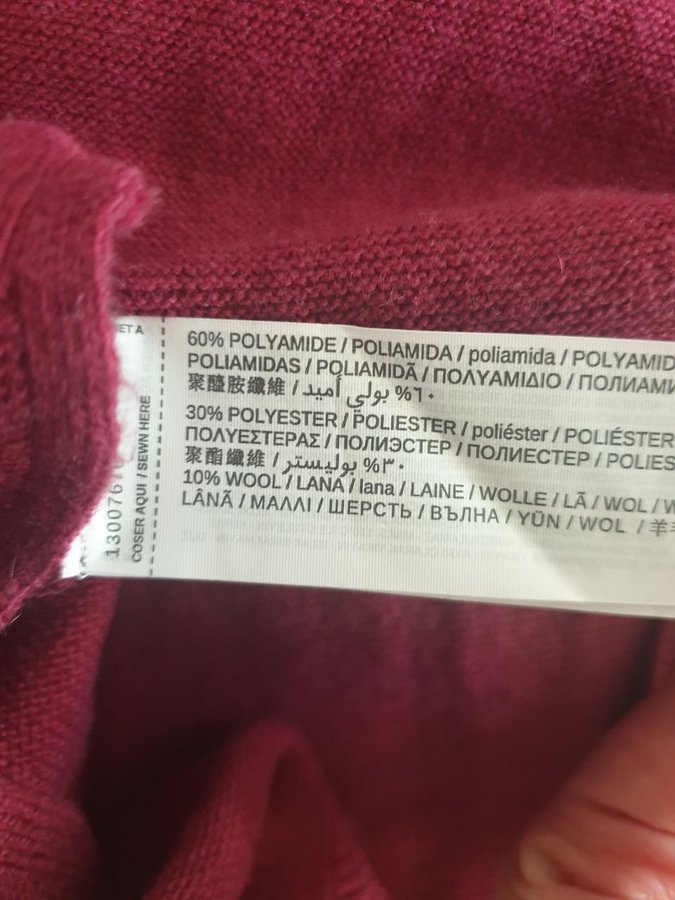 60% POLYAMIDE / POLIAMIDA / poliamida / POLYAMID
POLIAMIDAS / POLIAMIDÃ / ΠΟΛΥΑΜΙΔΙΟ / ПОЛИАМИ
聚醯胺纖維 / ٦٠% بولي أميد
30% POLYESTER / POLIESTER / poliéster / POLIÉSTER
ΠΟΛΥΕΣΤΕΡΑΣ / ПОЛИЭСТЕР / ПОЛИЕСТЕР / POLIES
聚酯纖維 / ٣٠% بوليستر
10% WOOL / LANA / lana / LAINE / WOLLE / LÃ / WOL / W
LÂNÃ / ΜΑΛΛΙ / ШЕРСТЬ / ВЪЛНА / YÜN / WOL / 羊
COSER AQUI / SEWN HERE